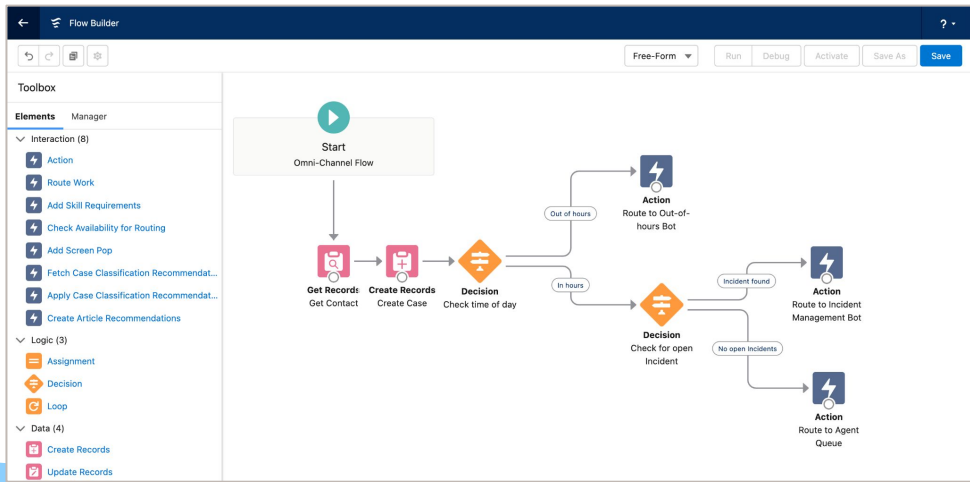 Flow Builder
?
Free-Form
Run
Debug
Activate
Save As
Save
Toolbox
Elements
Manager
Interaction (8)
Action
Route Work
Add Skill Requirements
Check Availability for Routing
Add Screen Pop
Fetch Case Classification Recommendat...
Apply Case Classification Recommendat...
Create Article Recommendations
Logic (3)
Assignment
Decision
Loop
Data (4)
Create Records
Update Records
Start
Omni-Channel Flow
Get Records
Get Contact
Create Records
Create Case
Decision
Check time of day
Out of hours
Action
Route to Out-of-
hours Bot
In hours
Decision
Check for open
Incident
Incident found
Action
Route to Incident
Management Bot
No open Incidents
Action
Route to Agent
Queue